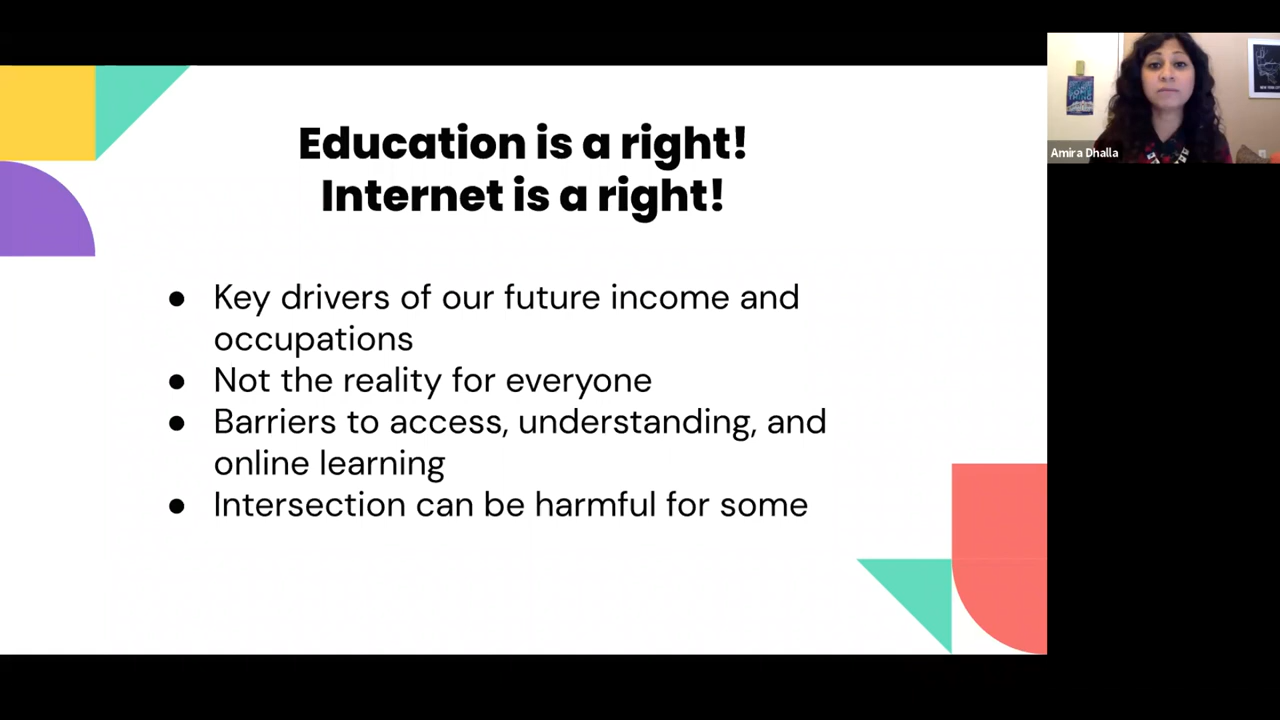 Education is a right!
Internet is a right!
● Key drivers of our future income and
occupations
● Not the reality for everyone
● Barriers to access, understanding, and
online learning
● Intersection can be harmful for some
Amira Dhalla